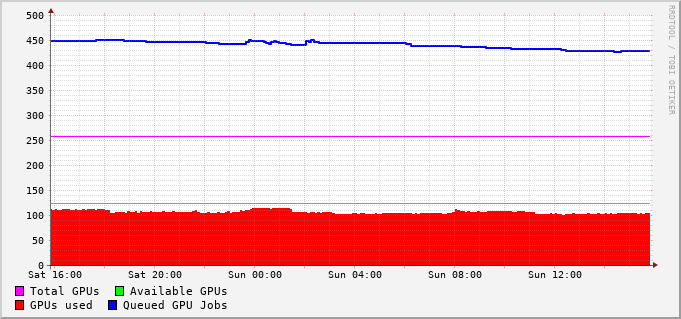 500
450
400
350
300
250
200
150
100
50
0
Sat 16:00 Sat 20:00 Sun 00:00 Sun 04:00 Sun 08:00 Sun 12:00
Total GPUs Available GPUs
GPUs used Queued GPU Jobs
RRDTOOL / TOBI OETIKER